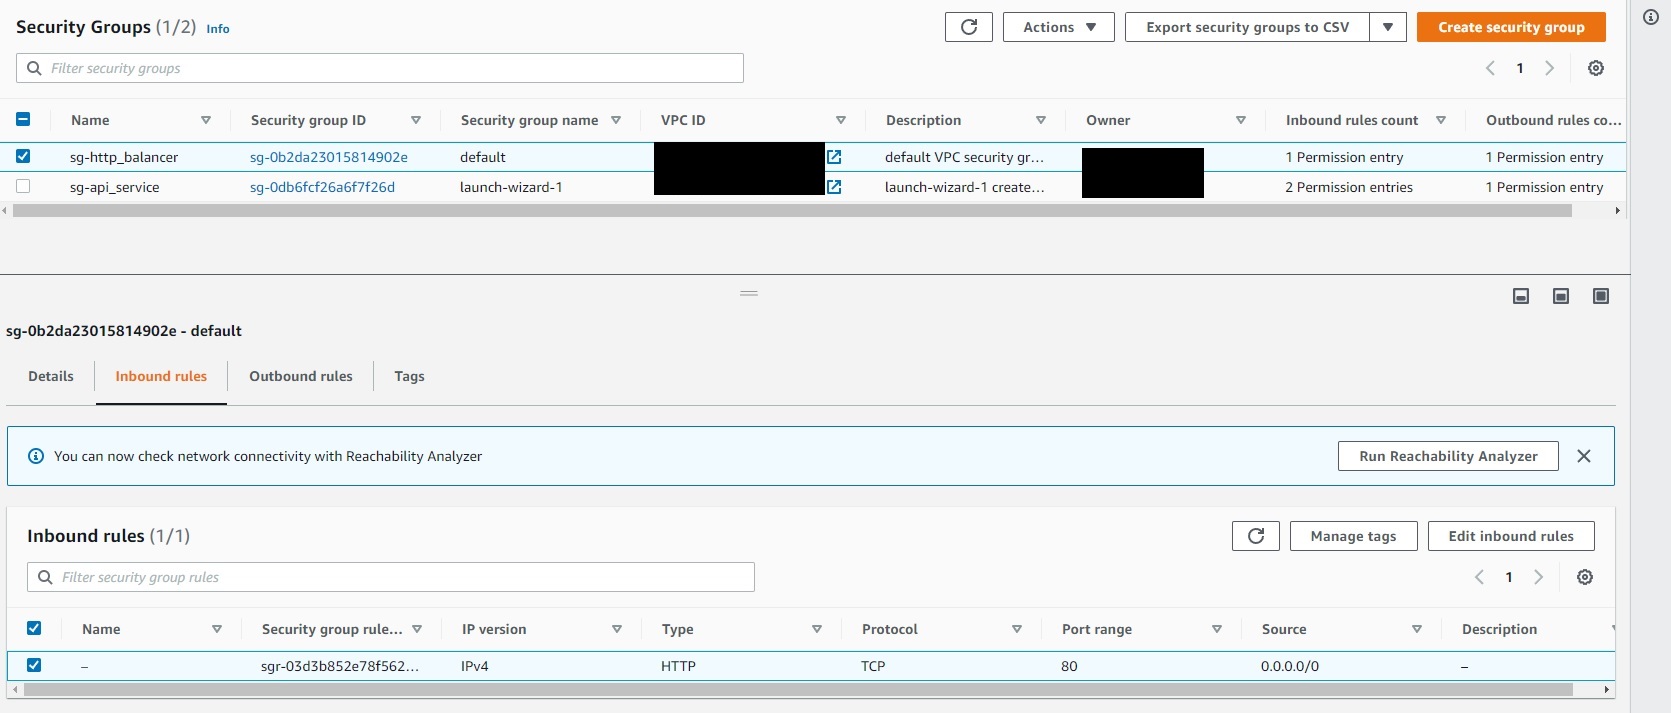 Security Groups (1/2) Info
Actions
Export security groups to CSV
Create security group
Filter security groups
1
Name Security group ID Security group name VPC ID Description Owner Inbound rules count Outbound rules co...
sg-http_balancer sg-0b2da23015814902e default default VPC security gr... 1 Permission entry 1 Permission entry
sg-api_service sg-0db6fcf26a6f7f26d launch-wizard-1 launch-wizard-1 create... 2 Permission entries 1 Permission entry
sg-0b2da23015814902e - default
Details Inbound rules Outbound rules Tags
You can now check network connectivity with Reachability Analyzer Run Reachability Analyzer
Inbound rules (1/1) Manage tags Edit inbound rules
Filter security group rules
1
Name Security group rule... IP version Type Protocol Port range Source Description
– sgr-03d3b852e78f562... IPv4 HTTP TCP 80 0.0.0.0/0 –